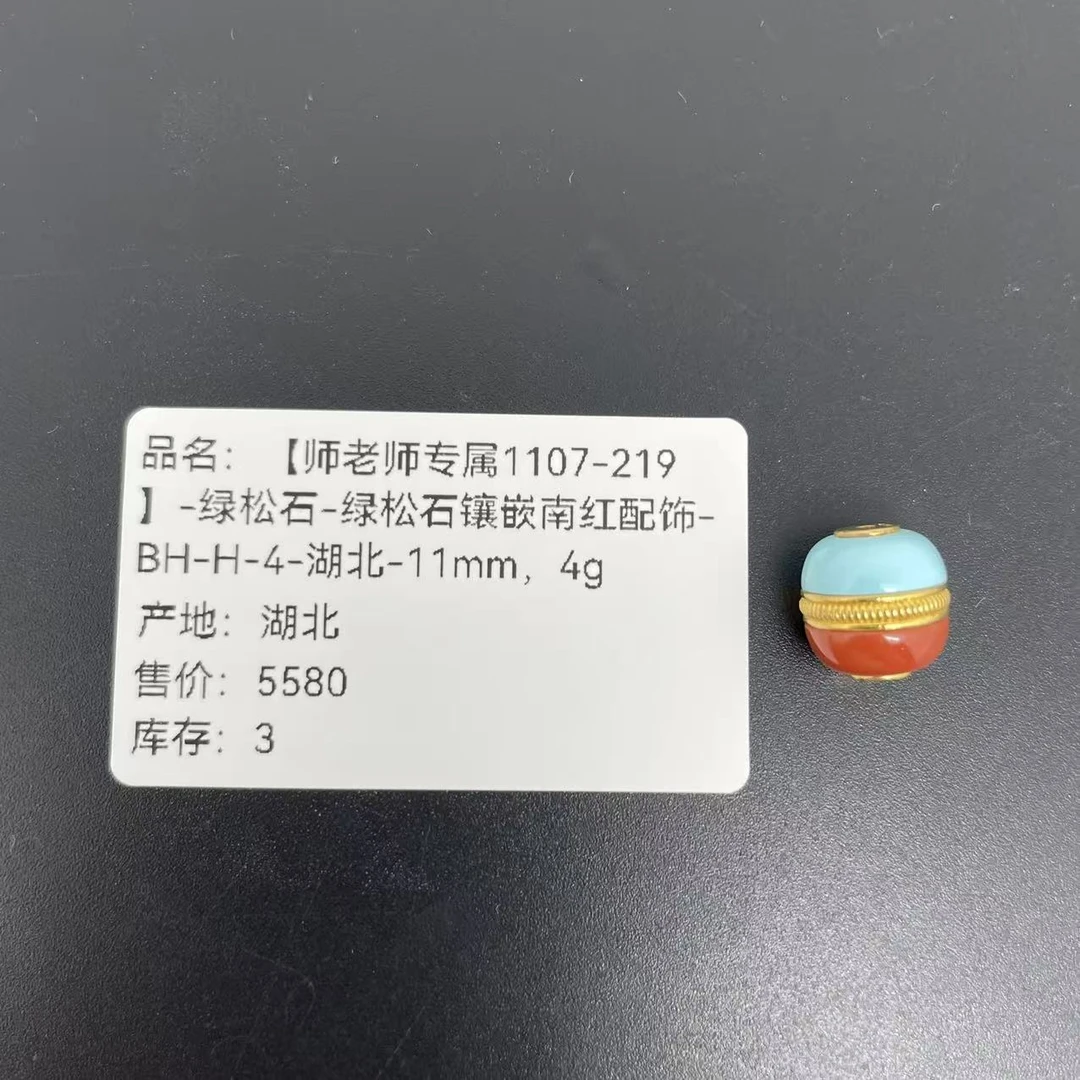 品名：【师老师专属1107-219
】-绿松石-绿松石镶嵌南红配饰-
BH-H-4-湖北-11mm，4g
产地：湖北
售价：5580
库存：3